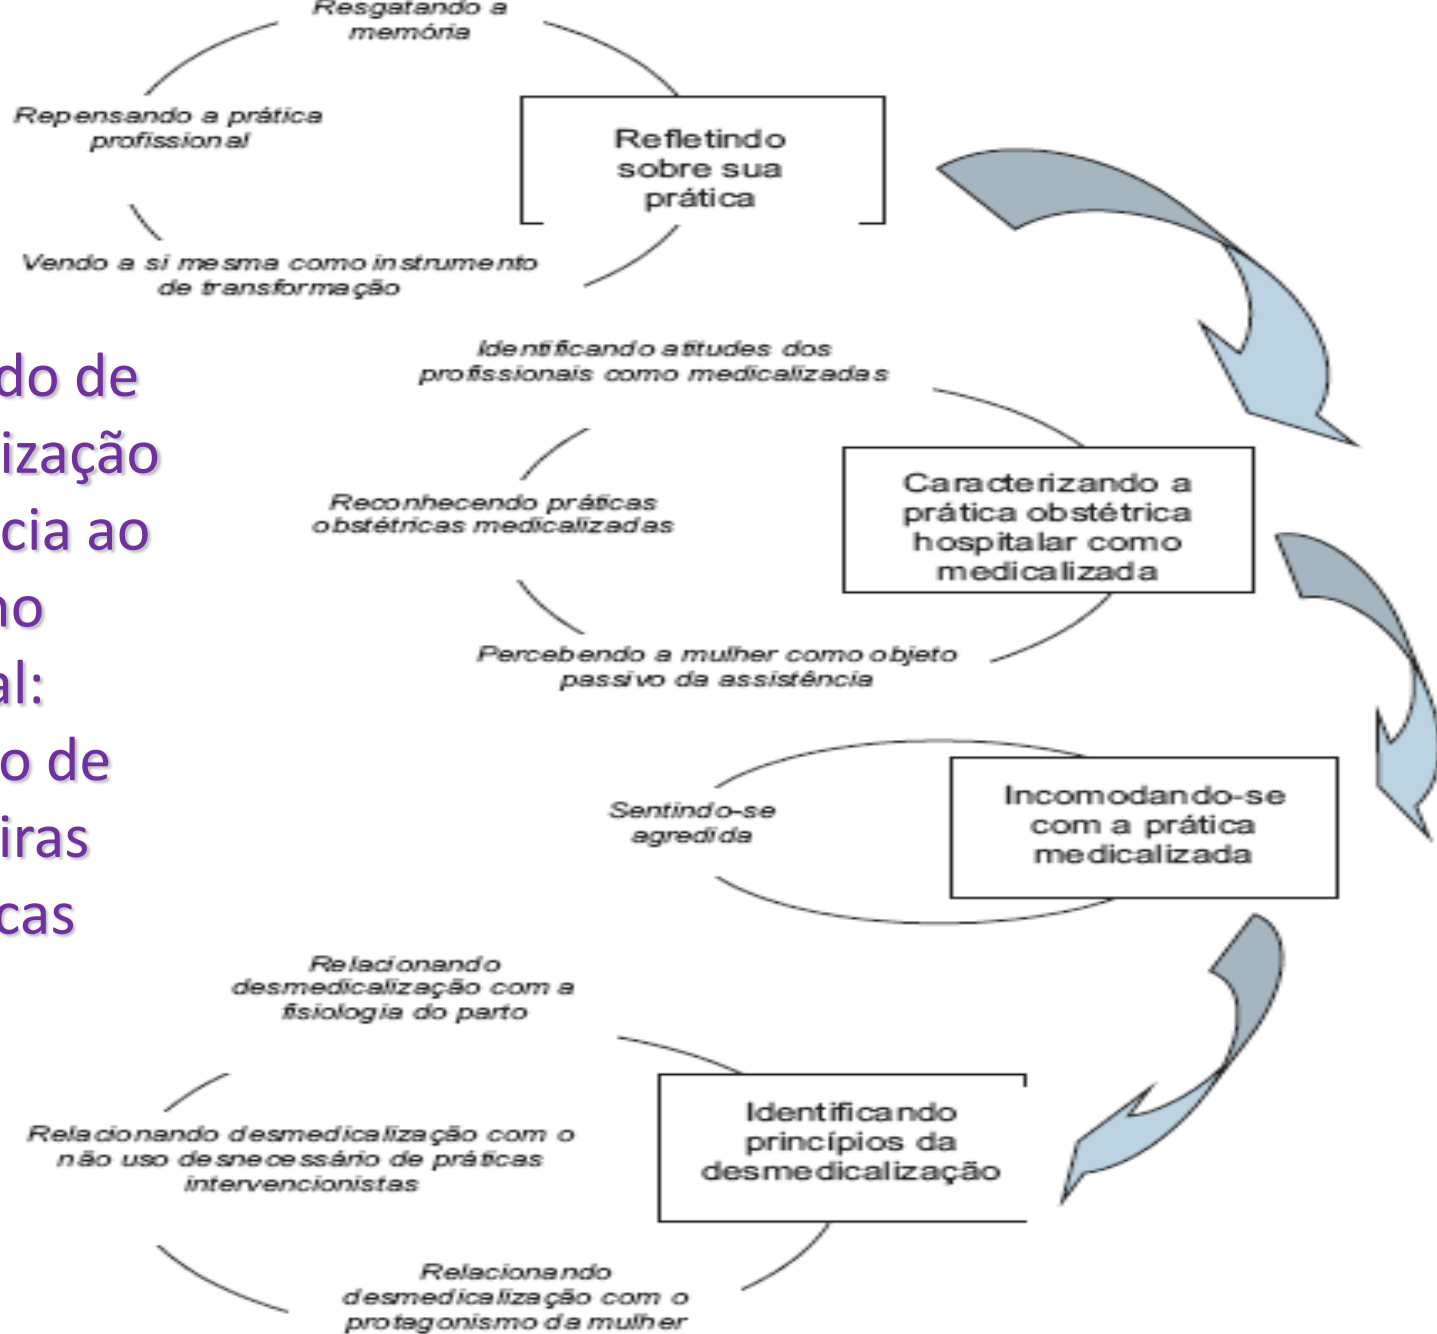 Resgatando a
memória
Repensando a prática
profissional
Refletindo
sobre sua
prática
Vendo a si mesma como instrumento
de transformação
do de
ização
cia ao
no
al:
o de
iras
cas
Identificando atitudes dos
profissionais como medicalizadas
Reconhecendo práticas
obstétricas medicalizadas
Caracterizando a
prática obstétrica
hospitalar como
medicalizada
Percebendo a mulher como objeto
passivo da assistência
Sentindo-se
agredida
Incomodando-se
com a prática
medicalizada
Relacionando
desmedicalização com a
fisiologia do parto
Relacionando desmedicalização com o
não uso desnecessário de práticas
intervencionistas
Identificando
princípios da
desmedicalização
Relacionando
desmedicalização com o
protagonismo da mulher